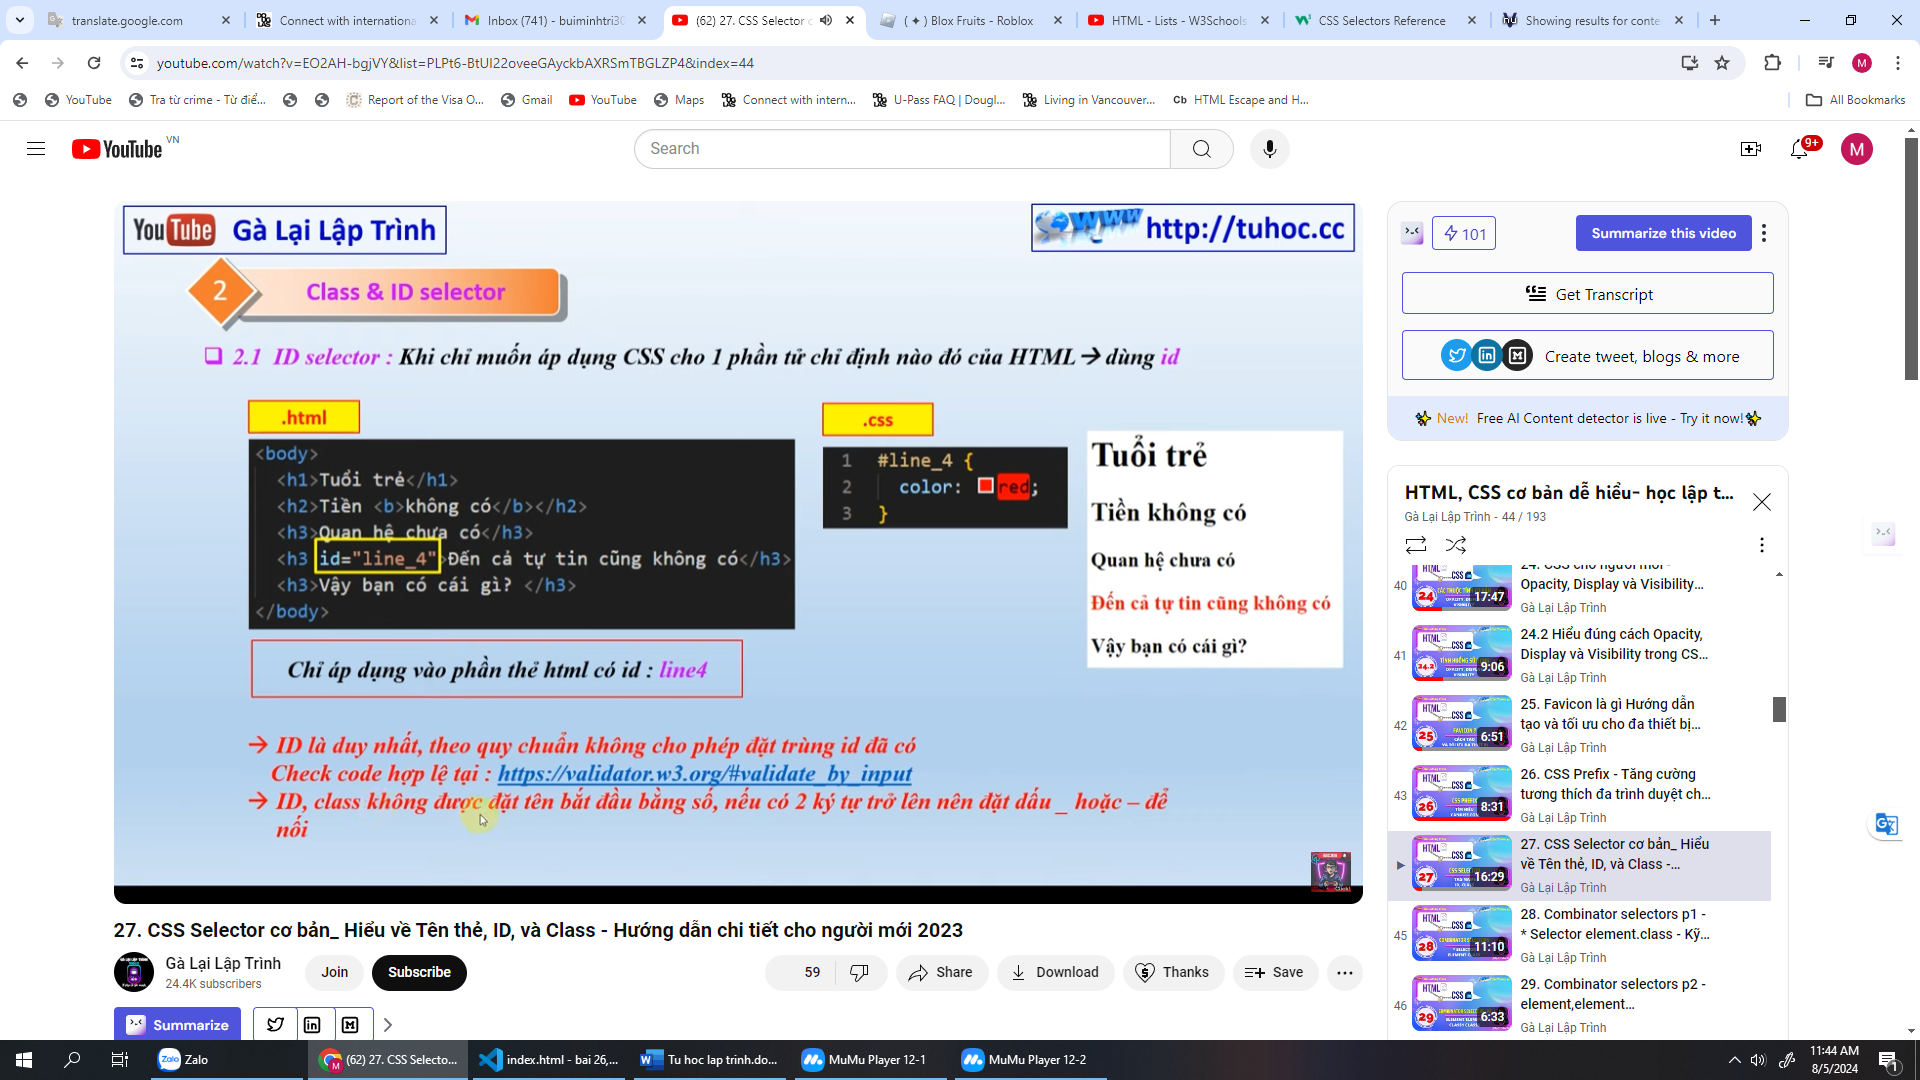 translate.google.com
Connect with internationa
Inbox (741) - buiminhtri30
(62) 27. CSS Selector c
( ✦ ) Blox Fruits - Roblox
HTML - Lists - W3Schools
CSS Selectors Reference
Showing results for conte
youtube.com/watch?v=EO2AH-bgjVY&list=PLPt6-BtUI22oveeGAyckbAXRSmTBGLZP4&index=44
YouTube
Tra từ crime - Từ điể...
Report of the Visa O...
Gmail
YouTube
Maps
Connect with intern...
U-Pass FAQ | Dougl...
Living in Vancouver...
HTML Escape and H...
All Bookmarks
YouTube VN
Search
9+
M
YouTube Gà Lại Lập Trình
www http://tuhoc.cc
2 Class & ID selector
2.1 ID selector : Khi chỉ muốn áp dụng CSS cho 1 phần tử chỉ định nào đó của HTML → dùng id
.html
<body>
<h1>Tuổi trẻ</h1>
<h2>Tiền <b>không có</b></h2>
<h3>Quan hệ chưa có</h3>
<h3 id="line_4">Đến cả tự tin cũng không có</h3>
<h3>Vậy bạn có cái gì? </h3>
</body>
.css
1 #line_4 {
2 color: red;
3 }
Tuổi trẻ
Tiền không có
Quan hệ chưa có
Đến cả tự tin cũng không có
Vậy bạn có cái gì?
Chỉ áp dụng vào phần thẻ html có id : line4
→ ID là duy nhất, theo quy chuẩn không cho phép đặt trùng id đã có
Check code hợp lệ tại : https://validator.w3.org/#validate_by_input
→ ID, class không được đặt tên bắt đầu bằng số, nếu có 2 ký tự trở lên nên đặt dấu _ hoặc – để
nối
27. CSS Selector cơ bản_ Hiểu về Tên thẻ, ID, và Class - Hướng dẫn chi tiết cho người mới 2023
Gà Lại Lập Trình
24.4K subscribers
Join
Subscribe
59
Share
Download
Thanks
Save
Summarize
101
Summarize this video
Get Transcript
Create tweet, blogs & more
New! Free AI Content detector is live - Try it now!
HTML, CSS cơ bản dễ hiểu- học lập t...
Gà Lại Lập Trình - 44 / 193
40
24. CSS cho người mới -
Opacity, Display và Visibility...
Gà Lại Lập Trình
17:47
41
24.2 Hiểu đúng cách Opacity,
Display và Visibility trong CS...
Gà Lại Lập Trình
9:06
42
25. Favicon là gì Hướng dẫn
tạo và tối ưu cho đa thiết bị...
Gà Lại Lập Trình
6:51
43
26. CSS Prefix - Tăng cường
tương thích đa trình duyệt ch...
Gà Lại Lập Trình
8:31
27. CSS Selector cơ bản_ Hiểu
về Tên thẻ, ID, và Class -...
Gà Lại Lập Trình
16:29
45
28. Combinator selectors p1 -
* Selector element.class - Kỹ...
Gà Lại Lập Trình
11:10
46
29. Combinator selectors p2 -
element,element...
Gà Lại Lập Trình
6:33
Zalo
(62) 27. CSS Selecto...
index.html - bai 26,...
Tu hoc lap trinh.do...
MuMu Player 12-1
MuMu Player 12-2
11:44 AM
8/5/2024
1